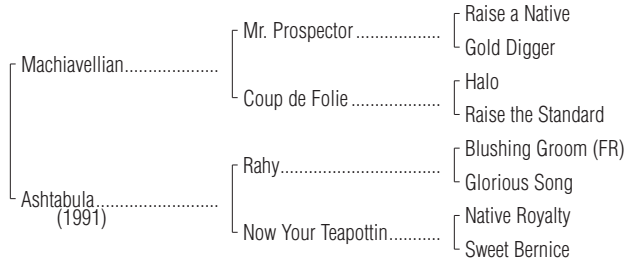 Raise a Native
Mr. Prospector..................
Gold Digger
Machiavellian....................
Halo
Coup de Folie...................
Raise the Standard
Blushing Groom (FR)
Rahy..................................
Glorious Song
Ashtabula..........................
(1991)
Native Royalty
Now Your Teapottin...........
Sweet Bernice